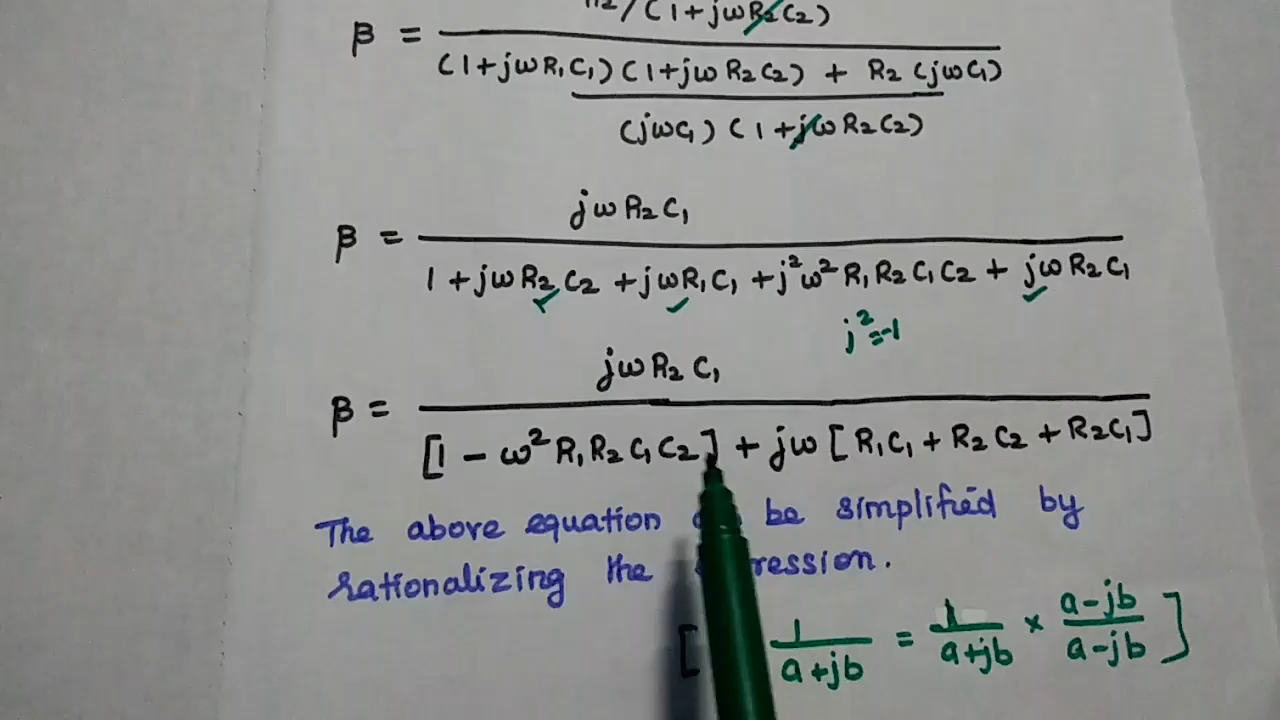 R2/(1+jωR2C2)
β =
(1+jωR1C1)(1+jωR2C2) + R2(jωC1)
(jωC1)(1+jωR2C2)
jωR2C1
β =
1+jωR2C2+jωR1C1+j²ω²R1R2C1C2+jωR2C1
j²=-1
jωR2C1
β =
[1-ω²R1R2C1C2]+jω[R1C1+R2C2+R2C1]
The above equation be simplified by
rationalizing the ression.
[ 1/a+jb = 1/a+jb × a-jb/a-jb ]